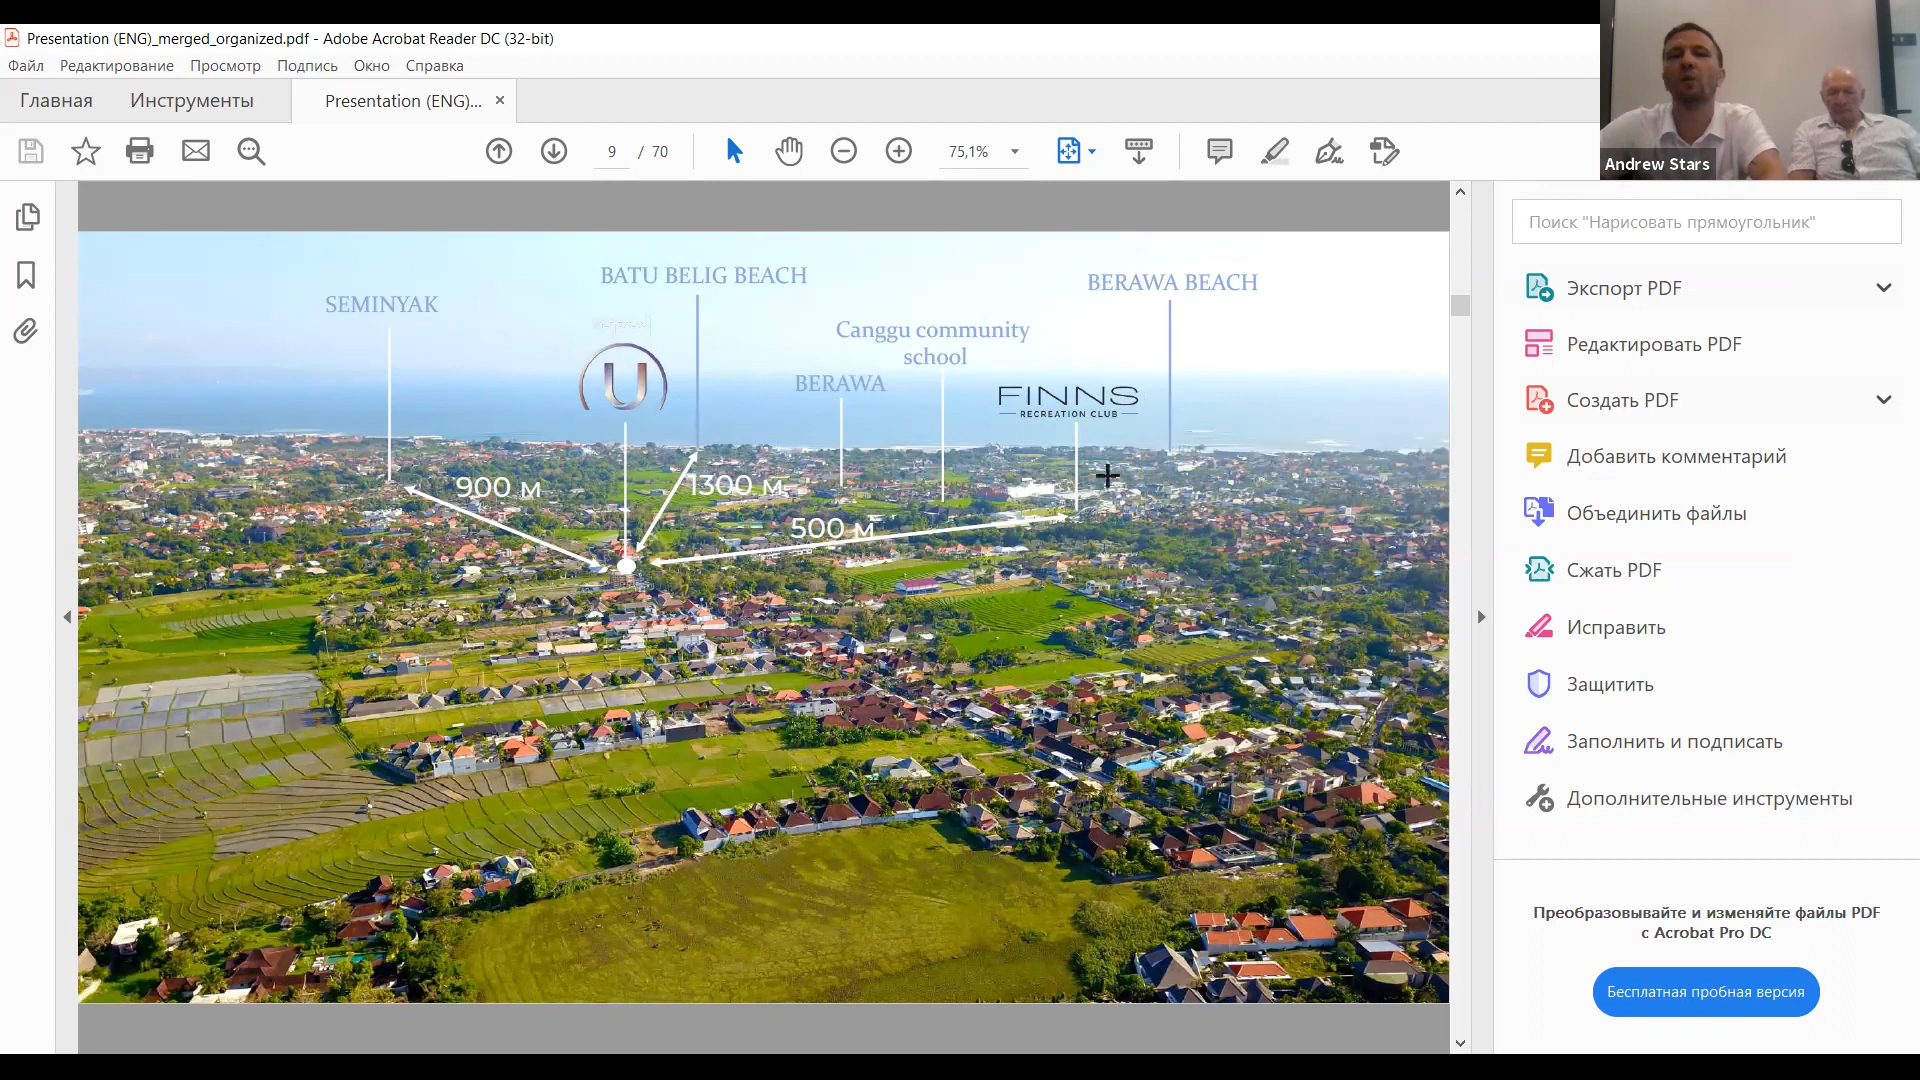 Presentation (ENG)_merged_organized.pdf - Adobe Acrobat Reader DC (32-bit)
Файл Редактирование Просмотр Подпись Окно Справка
Главная Инструменты Presentation (ENG)... ×
9 / 70 75,1%
Andrew Stars
Поиск "Нарисовать прямоугольник"
Экспорт PDF
Редактировать PDF
Создать PDF
Добавить комментарий
Объединить файлы
Сжать PDF
Исправить
Защитить
Заполнить и подписать
Дополнительные инструменты
Преобразовывайте и изменяйте файлы PDF
с Acrobat Pro DC
Бесплатная пробная версия
SEMINYAK
BATU BELIG BEACH
BERAWA BEACH
Canggu community
school
BERAWA
U
FINNS
RECREATION CLUB
900 м
1300 м
500 м